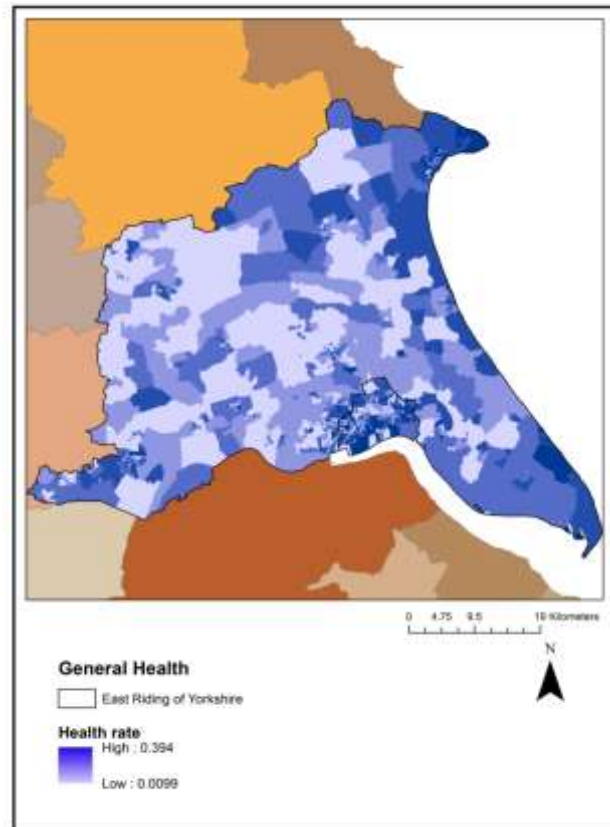 0 4.75 9.5 19 Kilometers
N
General Health
East Riding of Yorkshire
Health rate
High : 0.394
Low : 0.0099